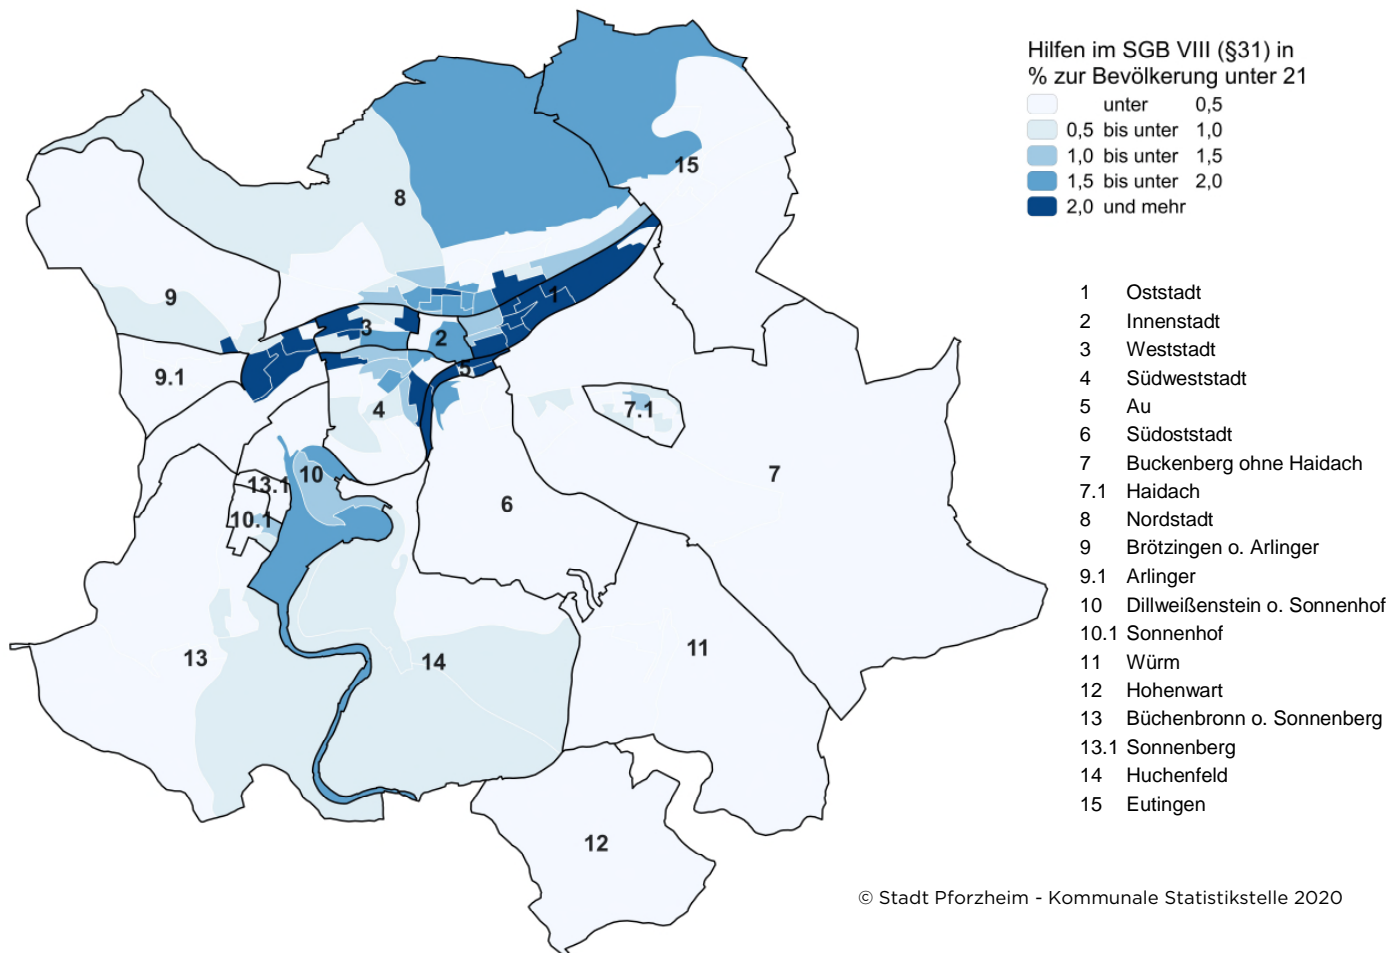 Hilfen im SGB VIII (§31) in
% zur Bevölkerung unter 21
unter 0,5
0,5 bis unter 1,0
1,0 bis unter 1,5
1,5 bis unter 2,0
2,0 und mehr
15
8
1 Oststadt
2 Innenstadt
3 Weststadt
4 Südweststadt
5 Au
6 Südoststadt
7 Buckenberg ohne Haidach
7.1 Haidach
8 Nordstadt
9 Brötzingen o. Arlinger
9.1 Arlinger
10 Dillweißenstein o. Sonnenhof
10.1 Sonnenhof
11 Würm
12 Hohenwart
13 Büchenbronn o. Sonnenberg
13.1 Sonnenberg
14 Huchenfeld
15 Eutingen
9
1
3
2
5
9.1
4
7.1
10
7
13.1
6
10.1
11
13
14
12
© Stadt Pforzheim - Kommunale Statistikstelle 2020